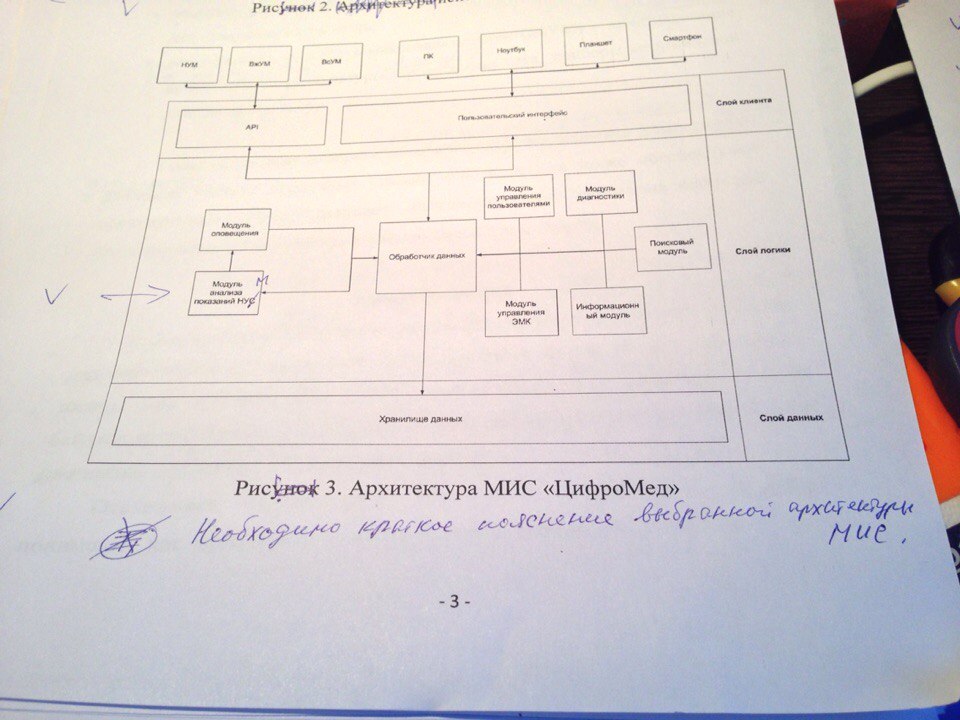 Рисунок 2. Архитектура
НУМ
ВжУМ
ВсУМ
ПК
Ноутбук
Планшет
Смартфон
API
Пользовательский интерфейс
Слой клиента
Модуль
управления
пользователями
Модуль
диагностики
Модуль
оповещения
Обработчик данных
Поисковый
модуль
Слой логики
V
Модуль
анализа
показаний НУС
М
Модуль
управления
ЭМК
Информационн
ый модуль
Хранилище данных
Слой данных
Рисунок 3. Архитектура МИС «ЦифроМед»
Необходимо краткое пояснение выбранной архитектуры
МИС.
- 3 -